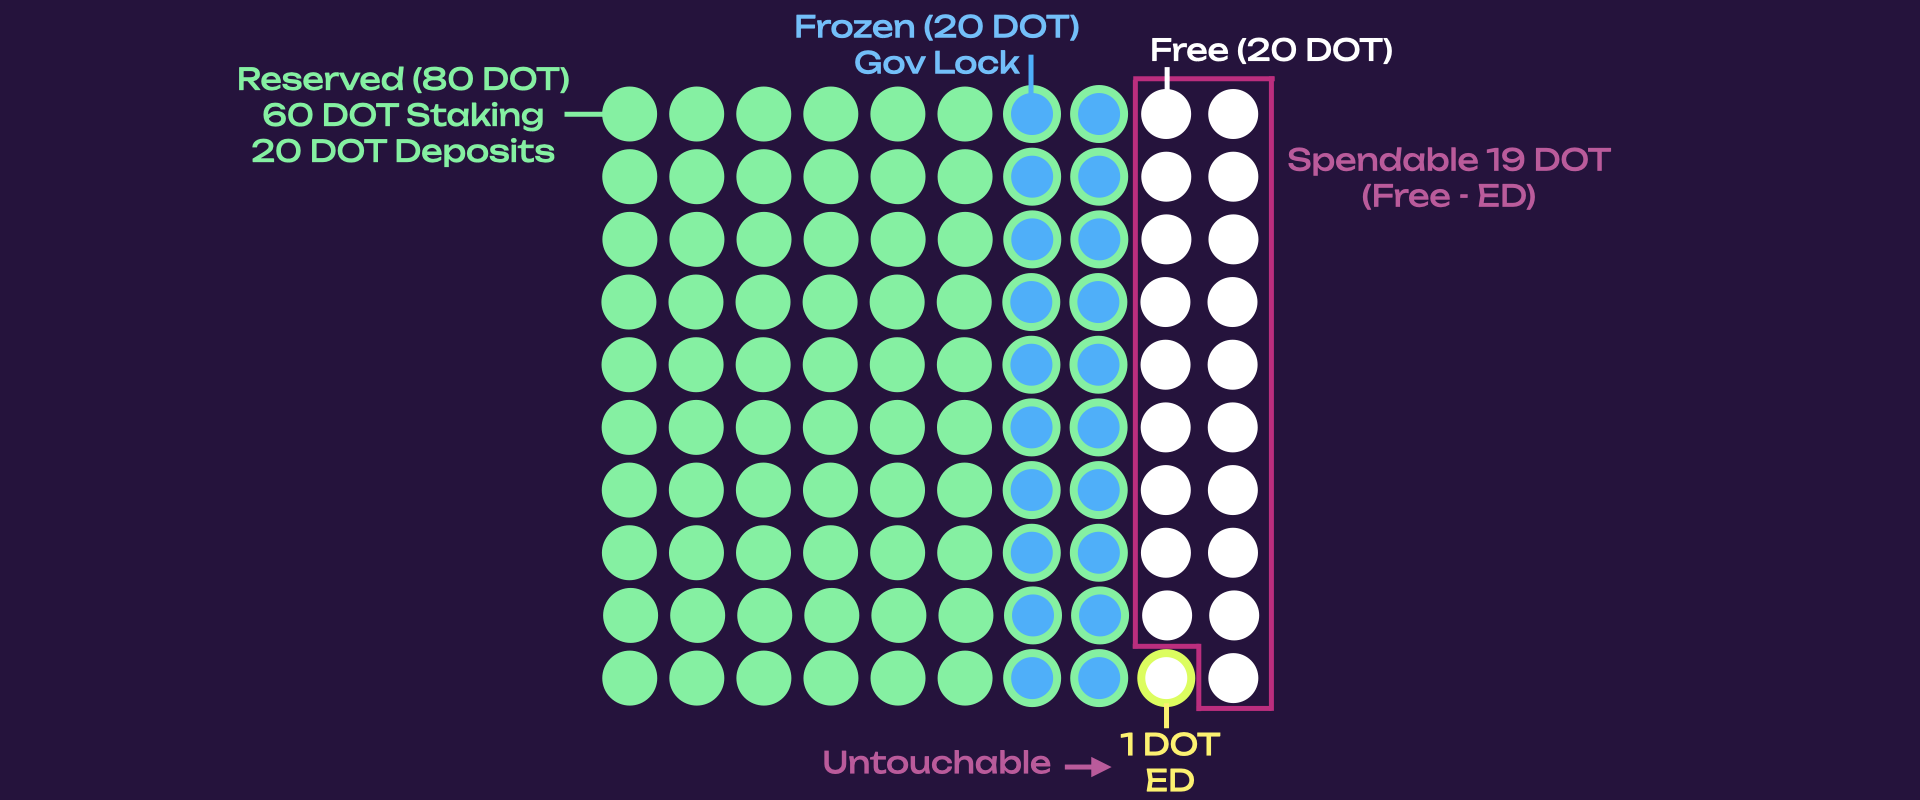 Frozen (20 DOT)
Gov Lock
Free (20 DOT)
Reserved (80 DOT)
60 DOT Staking
20 DOT Deposits
Spendable 19 DOT
(Free - ED)
Untouchable
1 DOT
ED